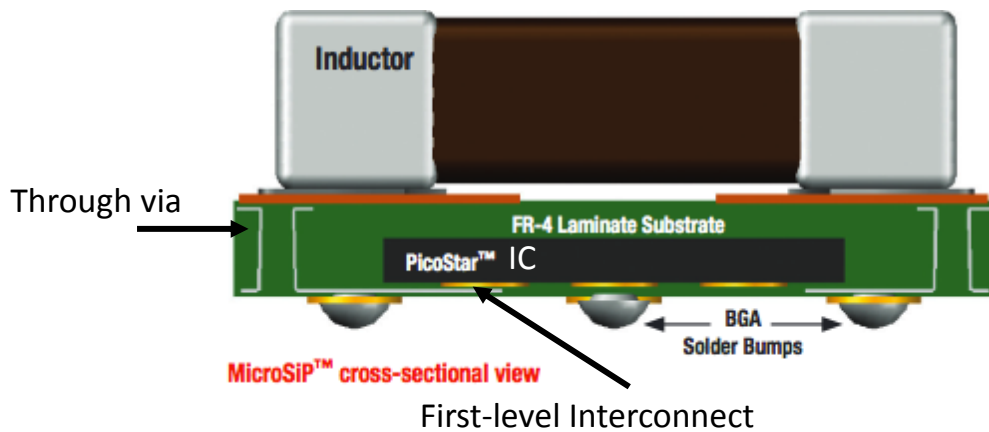 Inductor
Through via
FR-4 Laminate Substrate
PicoStar™ IC
BGA
Solder Bumps
MicroSiP™ cross-sectional view
First-level Interconnect